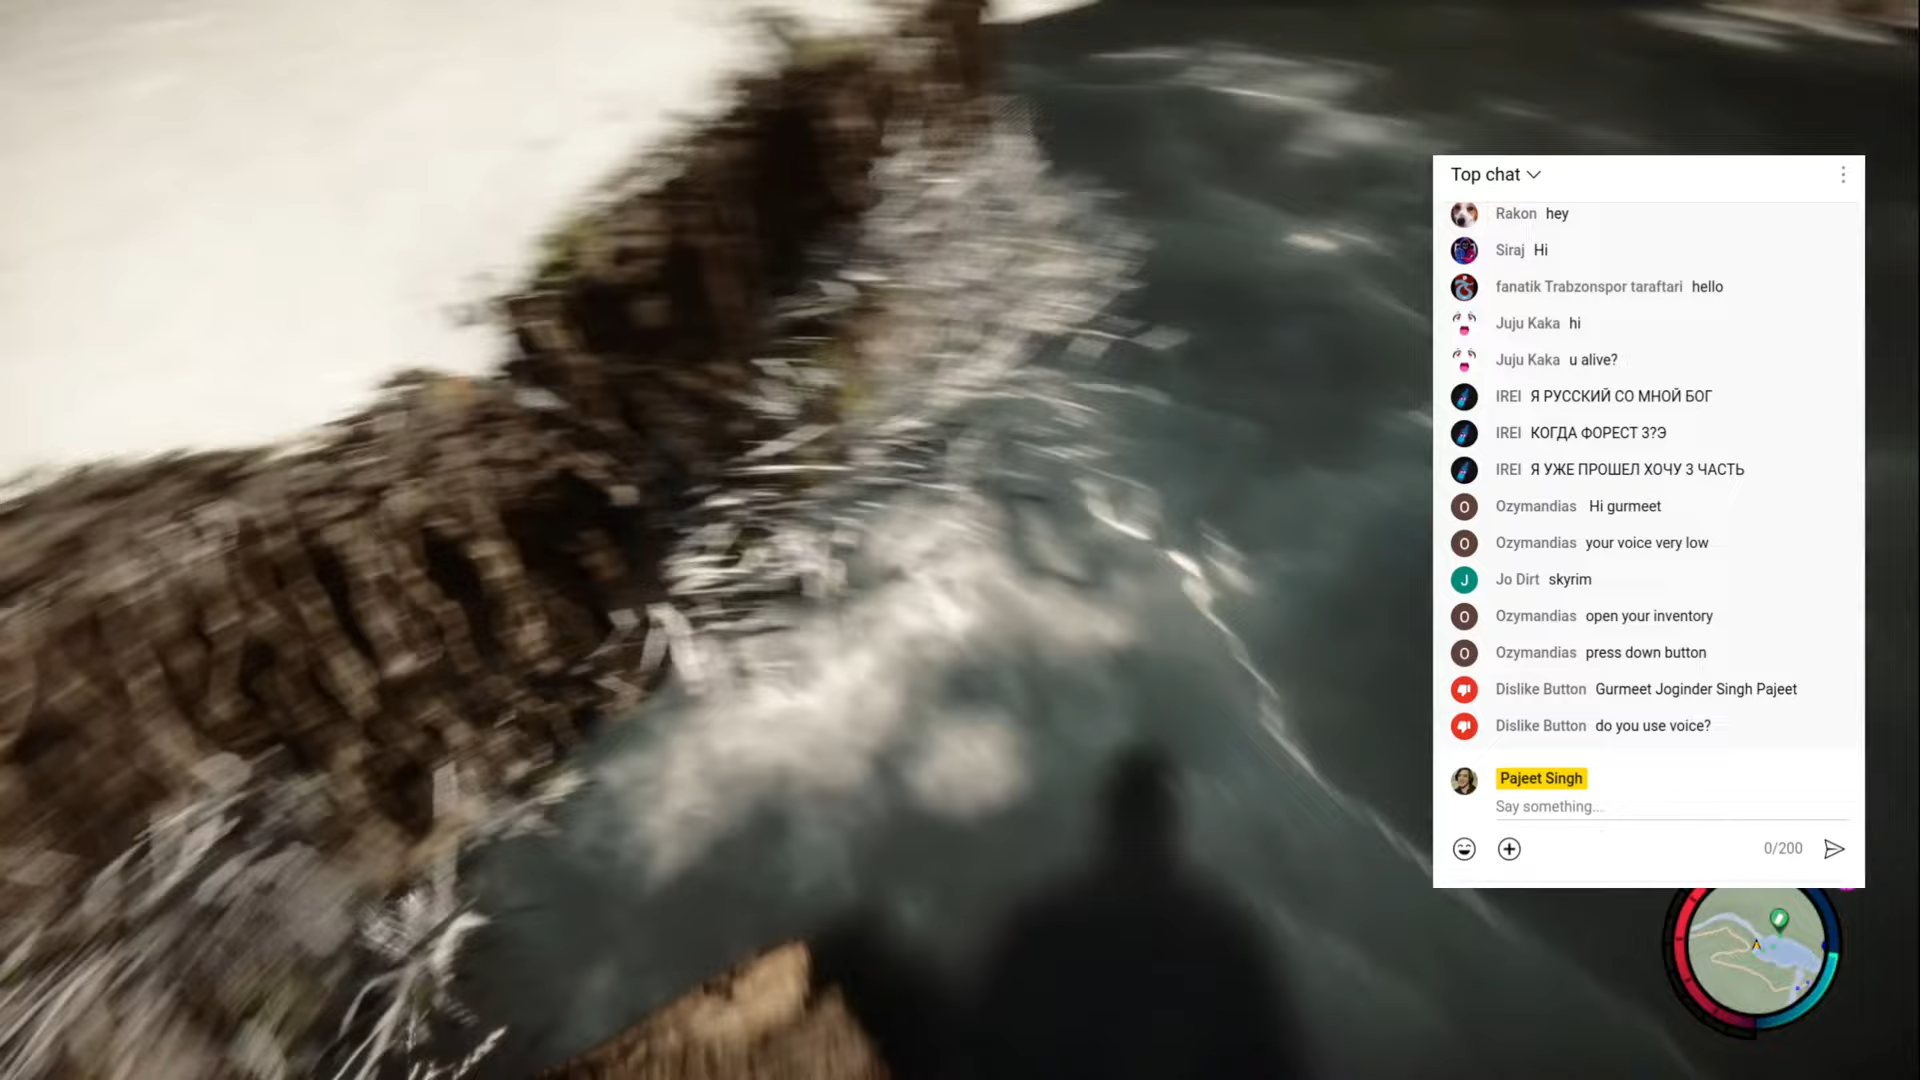 Top chat
Rakon hey
Siraj Hi
fanatik Trabzonspor taraftari hello
Juju Kaka hi
Juju Kaka u alive?
IREI Я РУССКИЙ СО МНОЙ БОГ
IREI КОГДА ФОРЕСТ 3?Э
IREI Я УЖЕ ПРОШЕЛ ХОЧУ 3 ЧАСТЬ
O Ozymandias Hi gurmeet
O Ozymandias your voice very low
J Jo Dirt skyrim
O Ozymandias open your inventory
O Ozymandias press down button
Dislike Button Gurmeet Joginder Singh Pajeet
Dislike Button do you use voice?
Pajeet Singh
Say something...
0/200